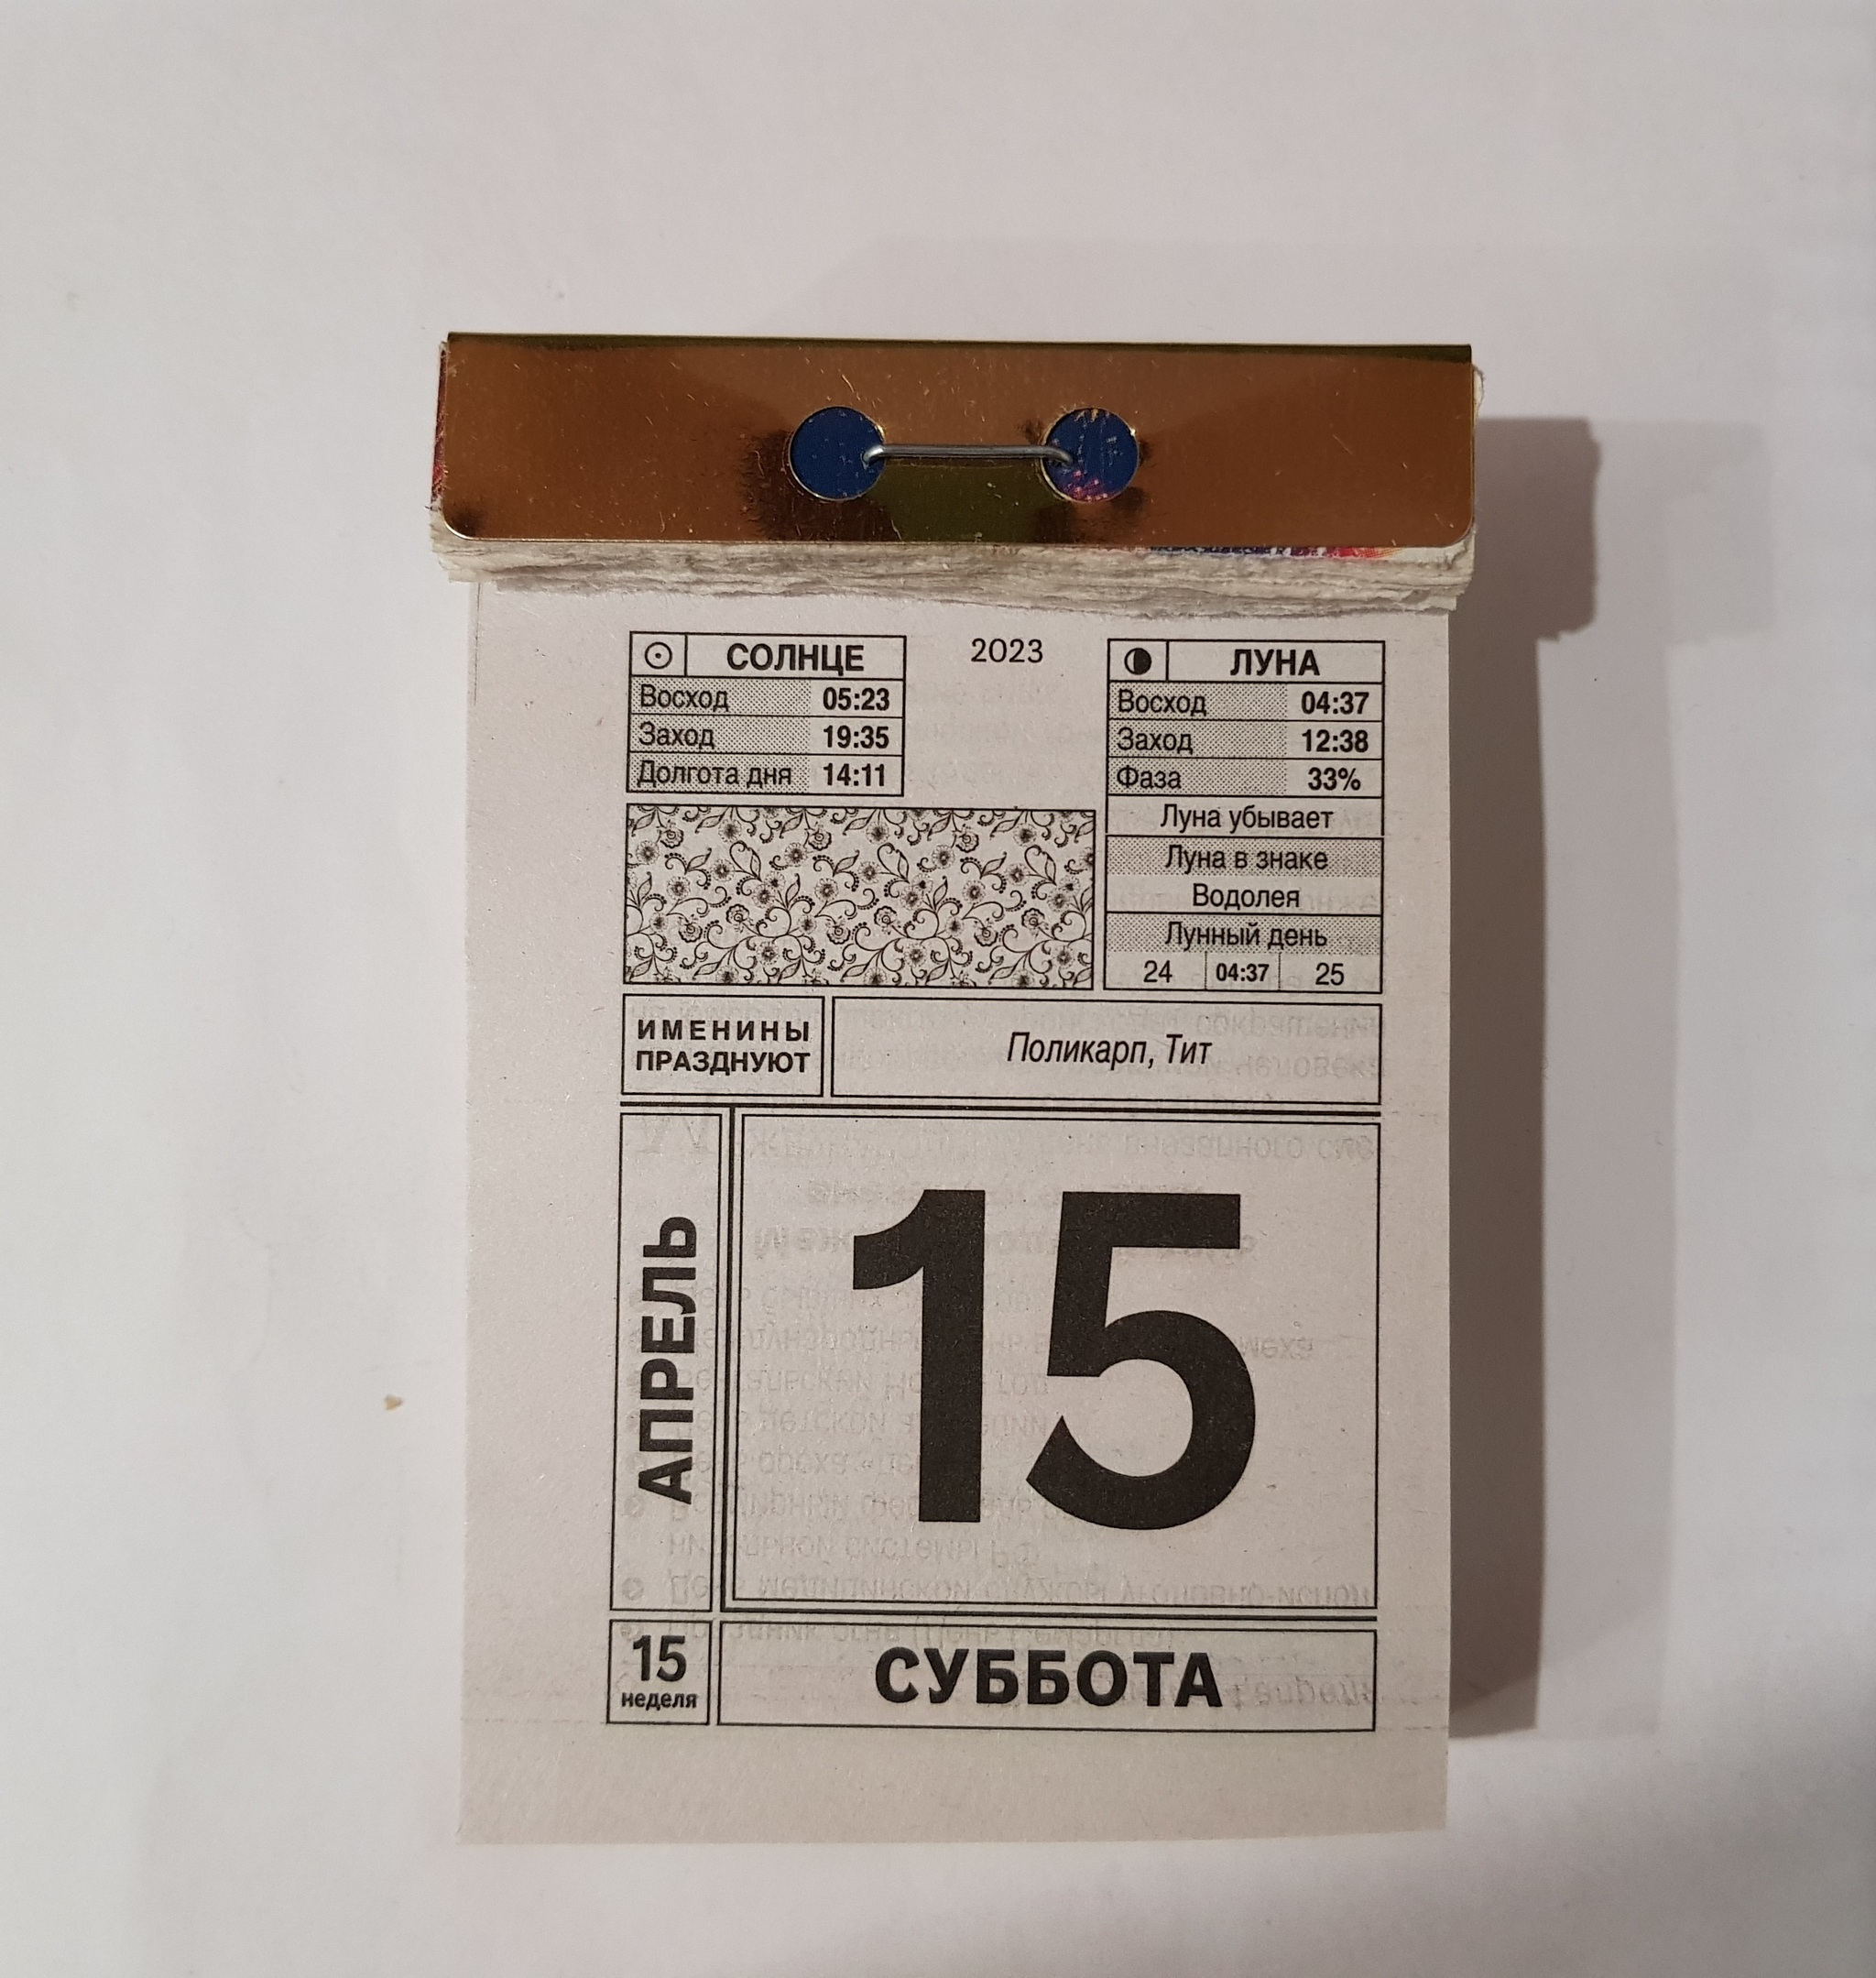 СОЛНЦЕ
Восход 05:23
Заход 19:35
Долгота дня 14:11
2023
ЛУНА
Восход 04:37
Заход 12:38
Фаза 33%
Луна убывает
Луна в знаке
Водолея
Лунный день
24 04:37 25
ИМЕНИНЫ
ПРАЗДНУЮТ
Поликарп, Тит
АПРЕЛЬ
15
15
неделя
СУББОТА